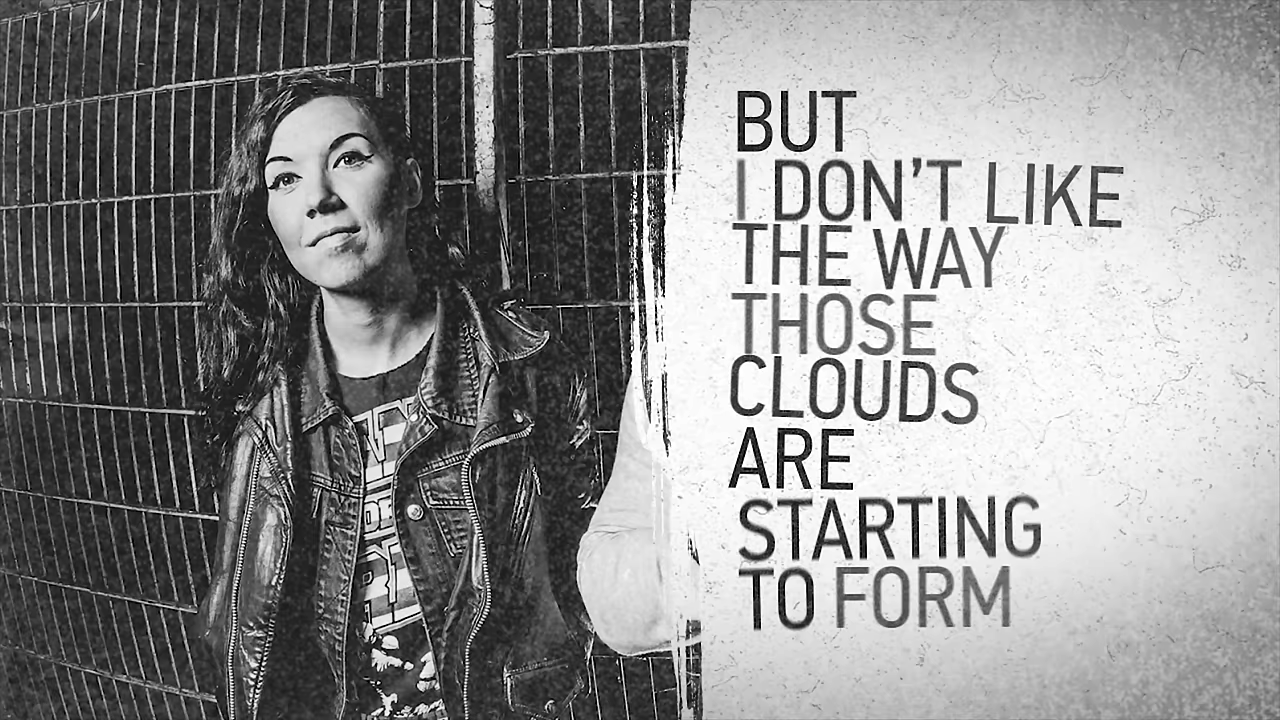 BUT
I DON'T LIKE
THE WAY
THOSE
CLOUDS
ARE
STARTING
TO FORM